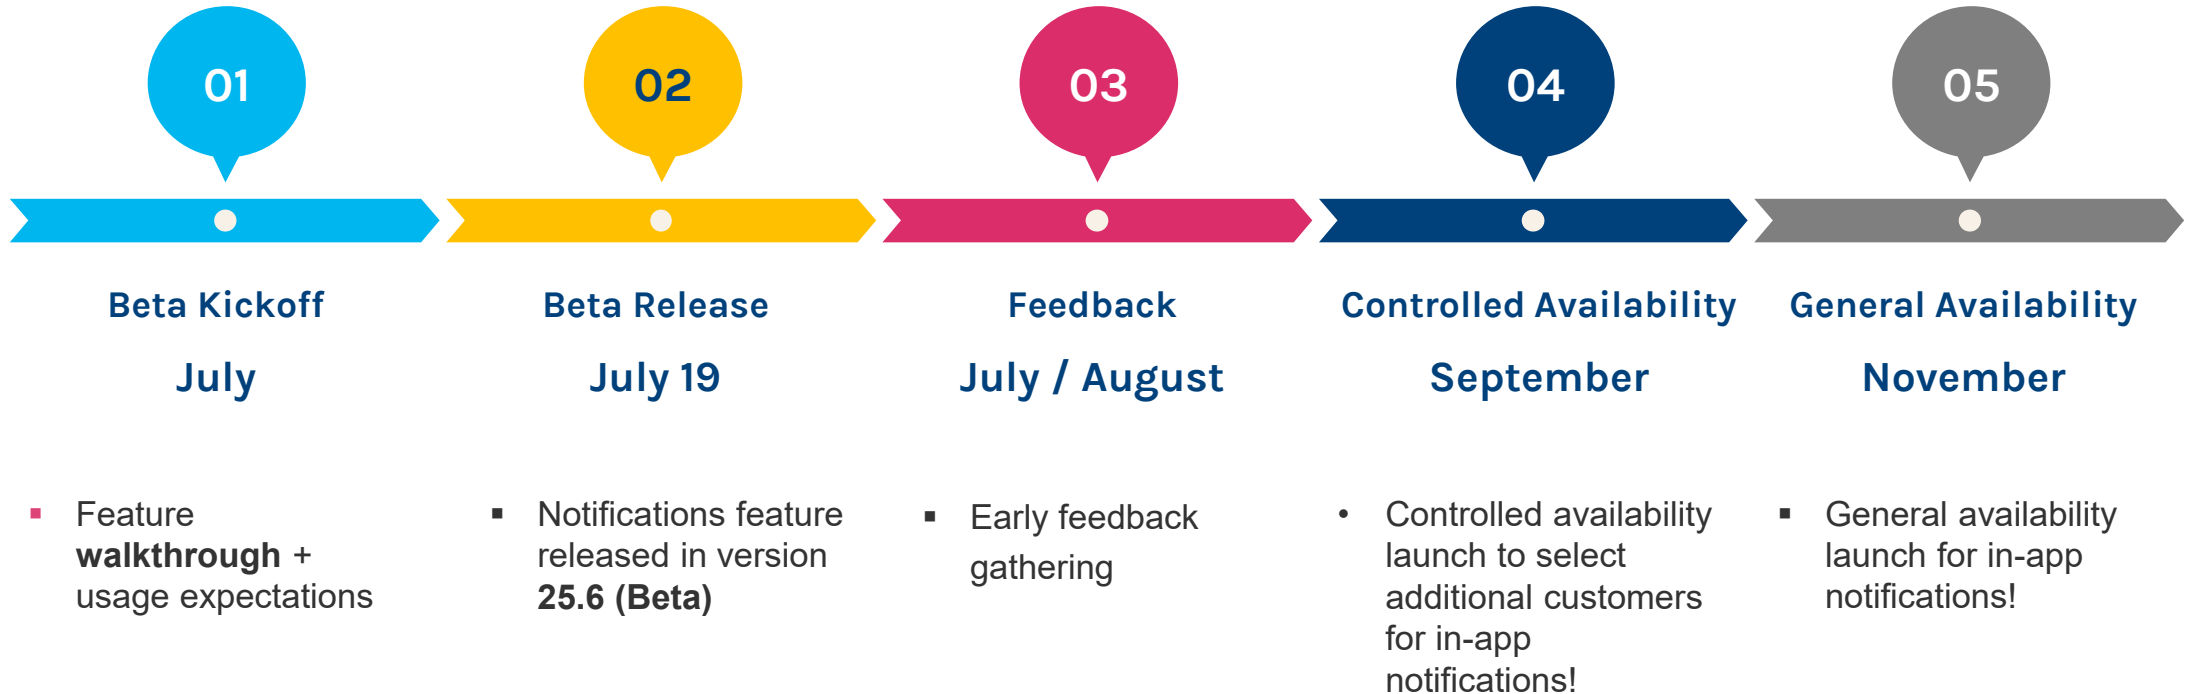 01
02
03
04
05
Beta Kickoff
Beta Release
Feedback
Controlled Availability
General Availability
July
July 19
July / August
September
November
▪ Feature
walkthrough +
usage expectations
▪ Notifications feature
released in version
25.6 (Beta)
▪ Early feedback
gathering
• Controlled availability
launch to select
additional customers
for in-app
notifications!
▪ General availability
launch for in-app
notifications!